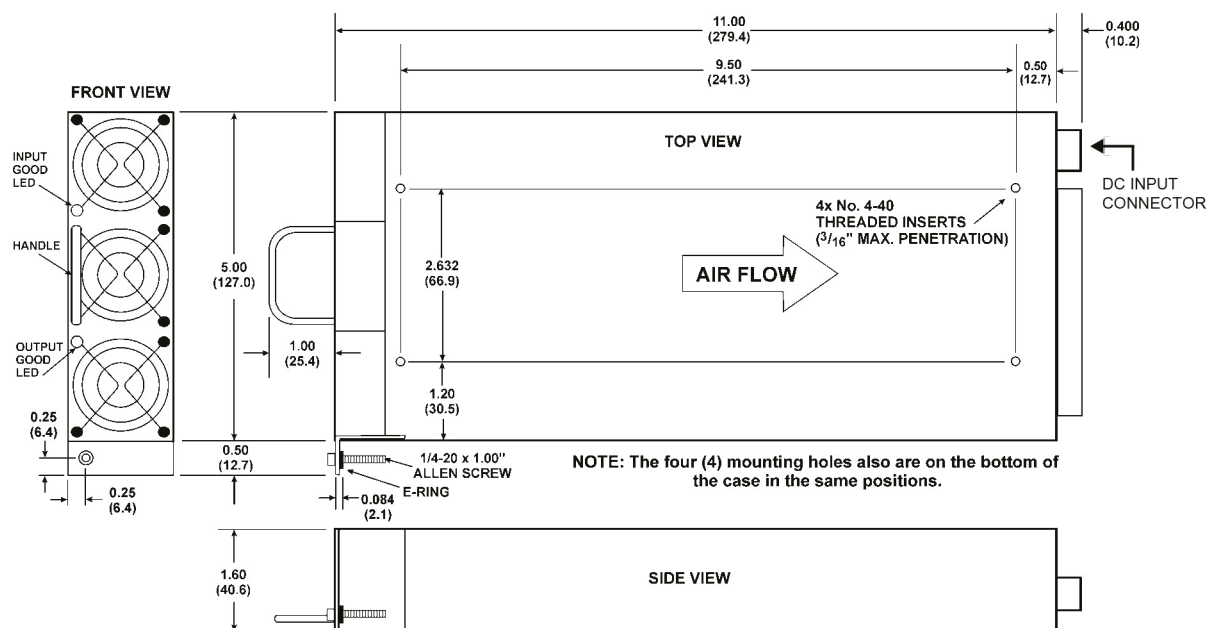 11.00
(279.4)
0.400
(10.2)
9.50
(241.3)
0.50
(12.7)
FRONT VIEW
TOP VIEW
INPUT
GOOD
LED
DC INPUT
CONNECTOR
4x No. 4-40
THREADED INSERTS
(3/16" MAX. PENETRATION)
HANDLE
5.00
(127.0)
2.632
(66.9)
AIR FLOW
OUTPUT
GOOD
LED
1.00
(25.4)
1.20
(30.5)
0.25
(6.4)
0.50
(12.7)
1/4-20 x 1.00"
ALLEN SCREW
E-RING
NOTE: The four (4) mounting holes also are on the bottom of
the case in the same positions.
0.25
(6.4)
0.084
(2.1)
1.60
(40.6)
SIDE VIEW